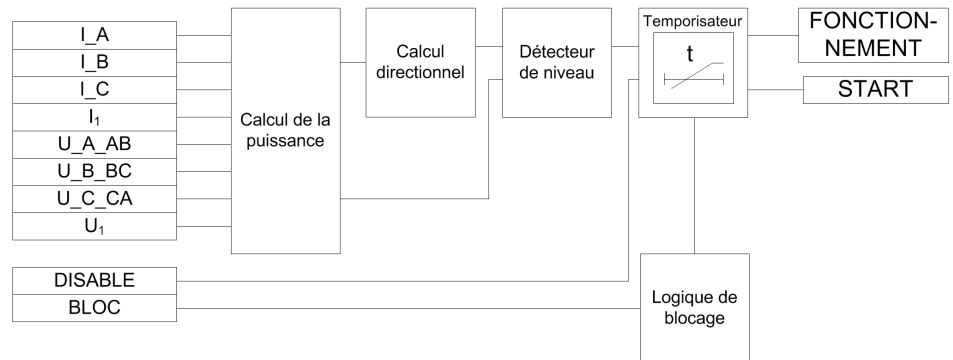 I_A
I_B
I_C
I₁
U_A_AB
U_B_BC
U_C_CA
U₁
DISABLE
BLOC
Calcul de la
puissance
Calcul
directionnel
Détecteur
de niveau
Temporisateur
t
Logique de
blocage
FONCTION-
NEMENT
START